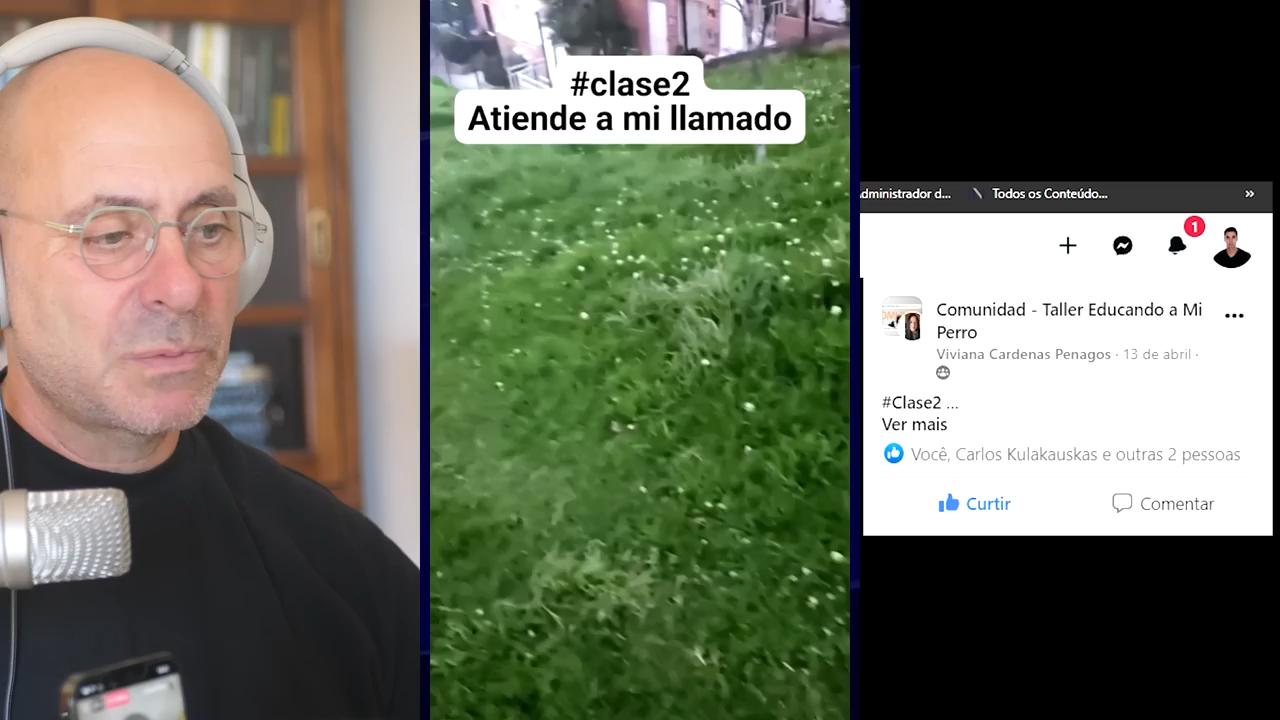 #clase2
Atiende a mi llamado
dministrador d...
Todos os Conteúdo...
»
1
Comunidad - Taller Educando a Mi
Perro
Viviana Cardenas Penagos · 13 de abril ·
#Clase2 ...
Ver mais
Você, Carlos Kulakauskas e outras 2 pessoas
Curtir
Comentar